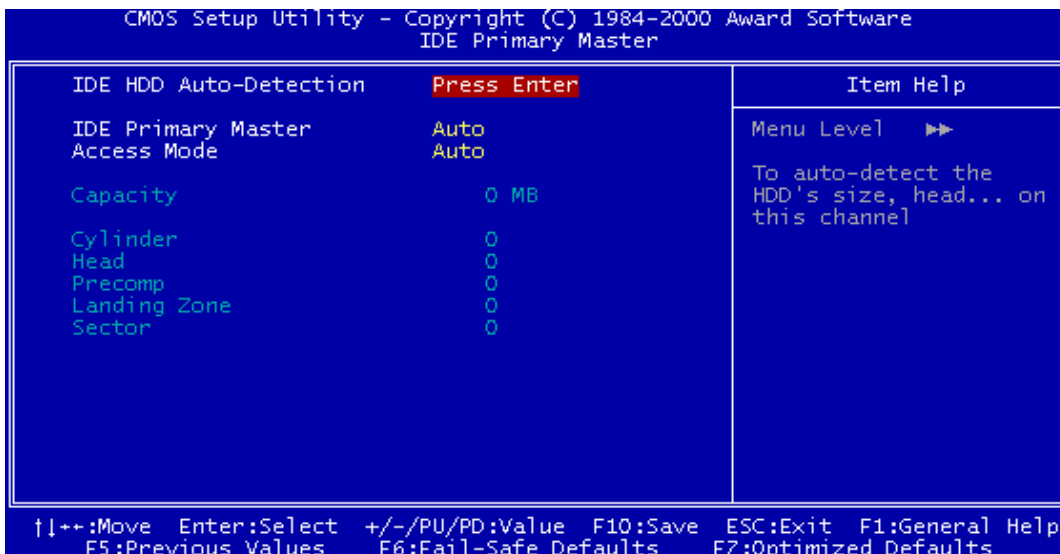 CMOS Setup Utility - Copyright (C) 1984-2000 Award Software
IDE Primary Master
IDE HDD Auto-Detection Press Enter
IDE Primary Master Auto
Access Mode Auto
Capacity 0 MB
Cylinder 0
Head 0
Precomp 0
Landing Zone 0
Sector 0
Item Help
Menu Level ▶▶
To auto-detect the
HDD's size, head... on
this channel
↑↓→←:Move Enter:Select +/-/PU/PD:Value F10:Save ESC:Exit F1:General Help
F5:Previous Values F6:Fail-Safe Defaults F7:Optimized Defaults